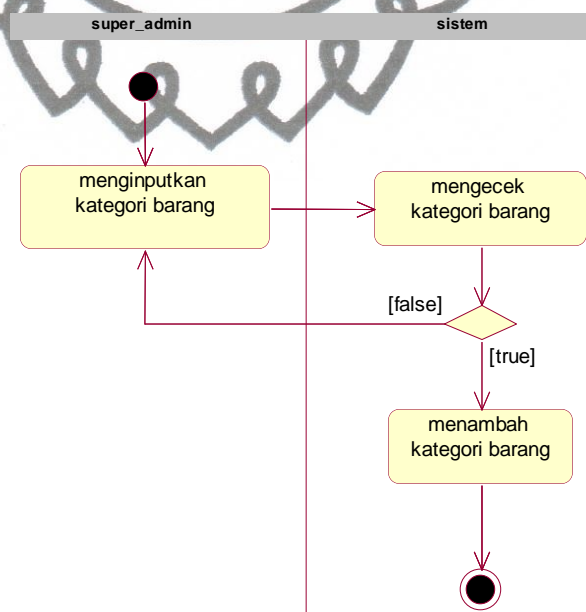 super_admin
sistem
menginputkan
kategori barang
mengecek
kategori barang
[false]
[true]
menambah
kategori barang